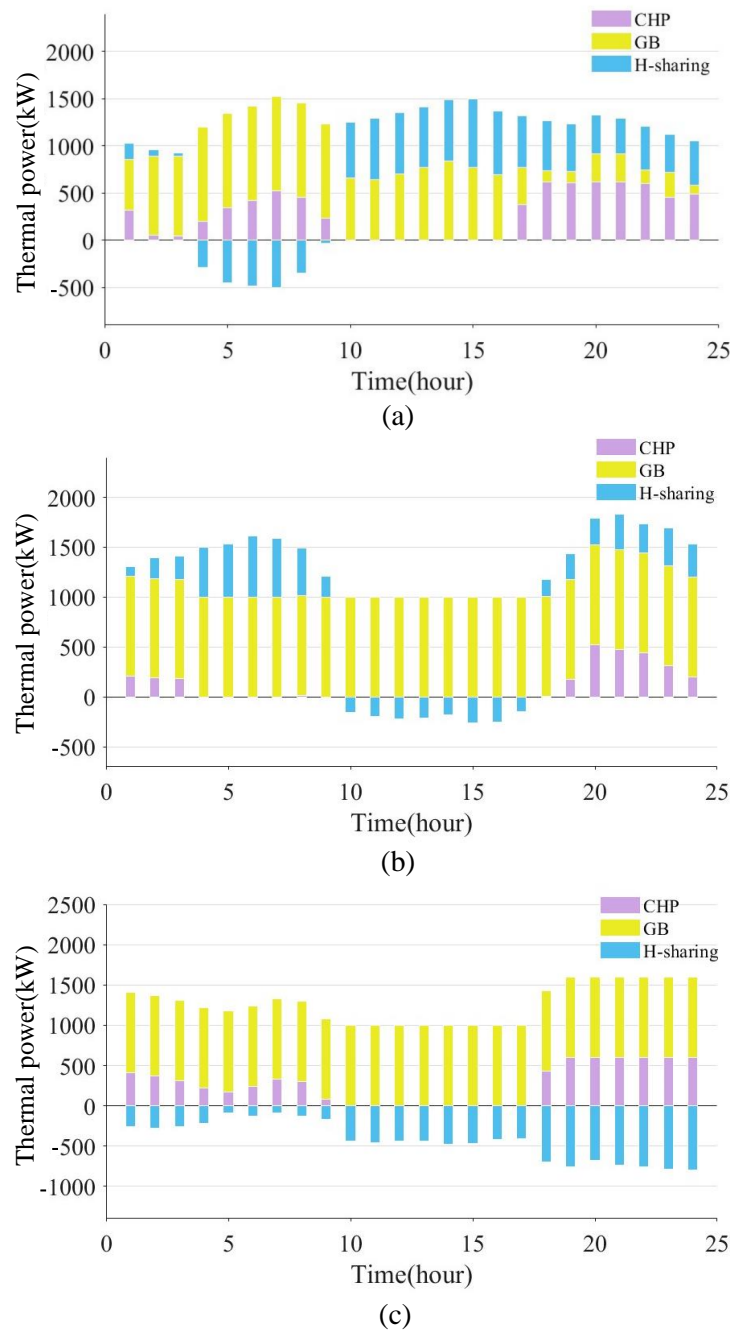 CHP
GB
H-sharing
2000
1500
1000
500
0
-500
Thermal power(kW)
0 5 10 15 20 25
Time(hour)
(a)
CHP
GB
H-sharing
2000
1500
1000
500
0
-500
Thermal power(kW)
0 5 10 15 20 25
Time(hour)
(b)
CHP
GB
H-sharing
2500
2000
1500
1000
500
0
-500
-1000
Thermal power(kW)
0 5 10 15 20 25
Time(hour)
(c)